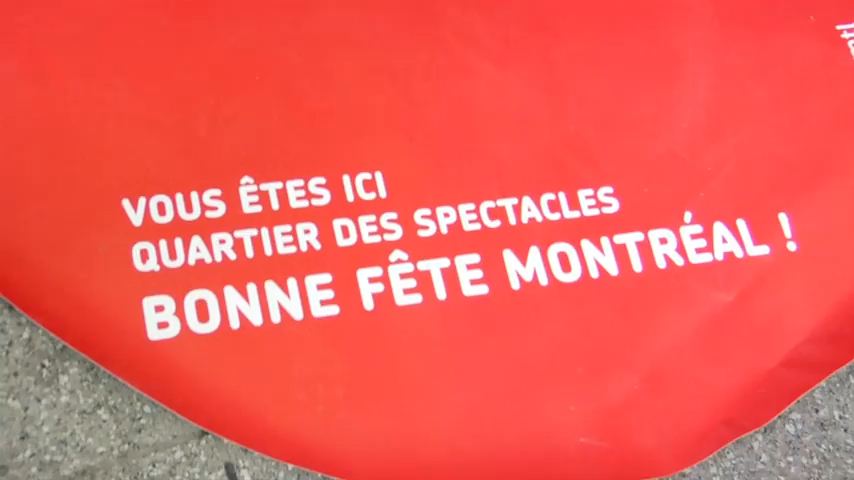 VOUS ÊTES ICI
QUARTIER DES SPECTACLES
BONNE FÊTE MONTRÉAL !